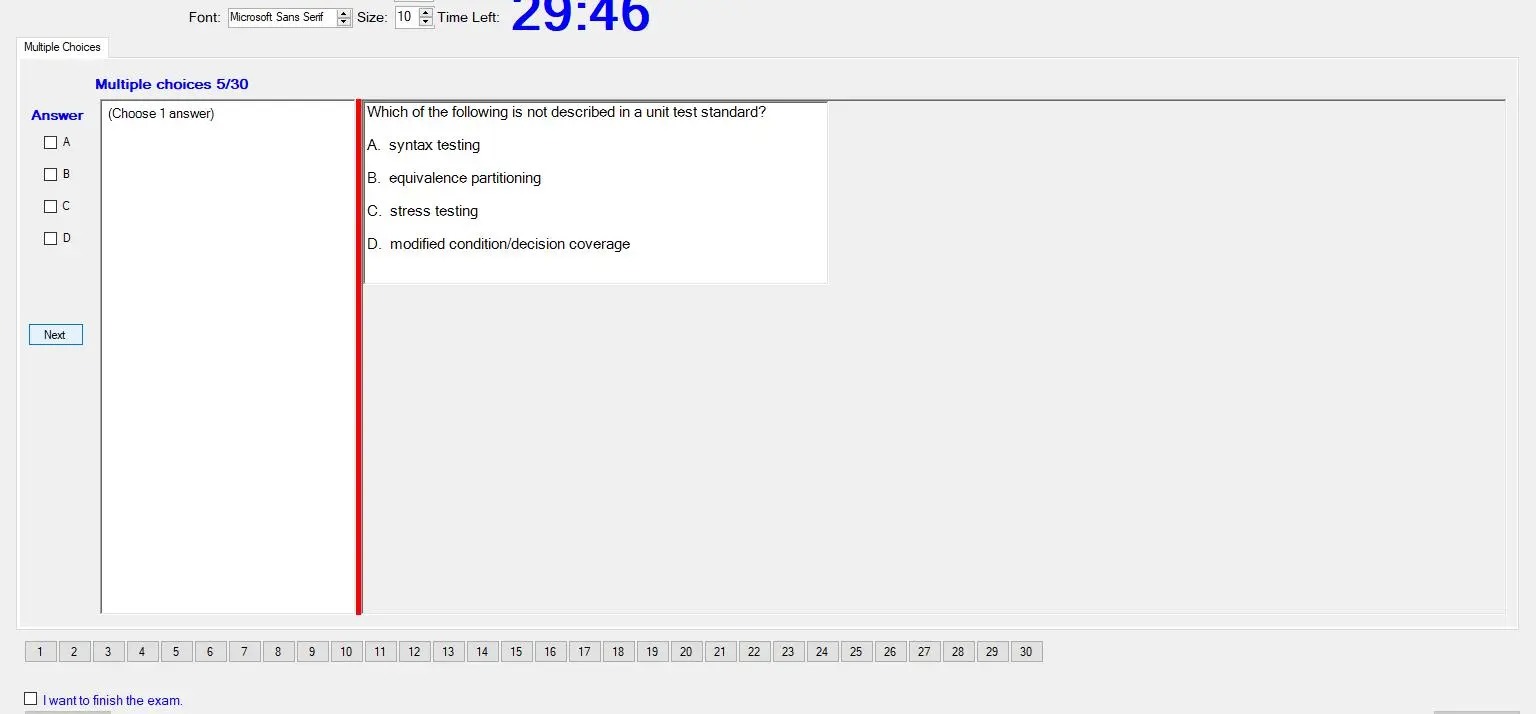 Font: Microsoft Sans Serif Size: 10 Time Left: 29:46
Multiple Choices
Multiple choices 5/30
Answer
(Choose 1 answer)
A
B
C
D
Next
Which of the following is not described in a unit test standard?
A. syntax testing
B. equivalence partitioning
C. stress testing
D. modified condition/decision coverage
1 2 3 4 5 6 7 8 9 10 11 12 13 14 15 16 17 18 19 20 21 22 23 24 25 26 27 28 29 30
I want to finish the exam.